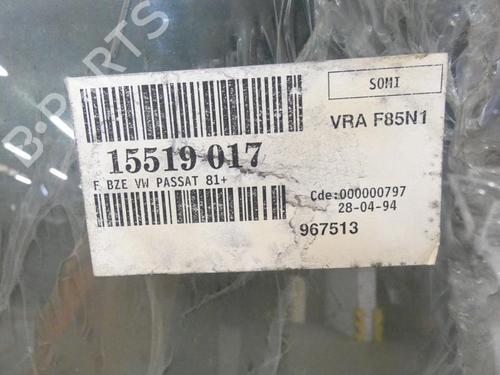 B-PARTS
SOMI
VRA F85N1
15519 017
F BZE VW PASSAT 81+
Cde:000000797
28-04-94
967513